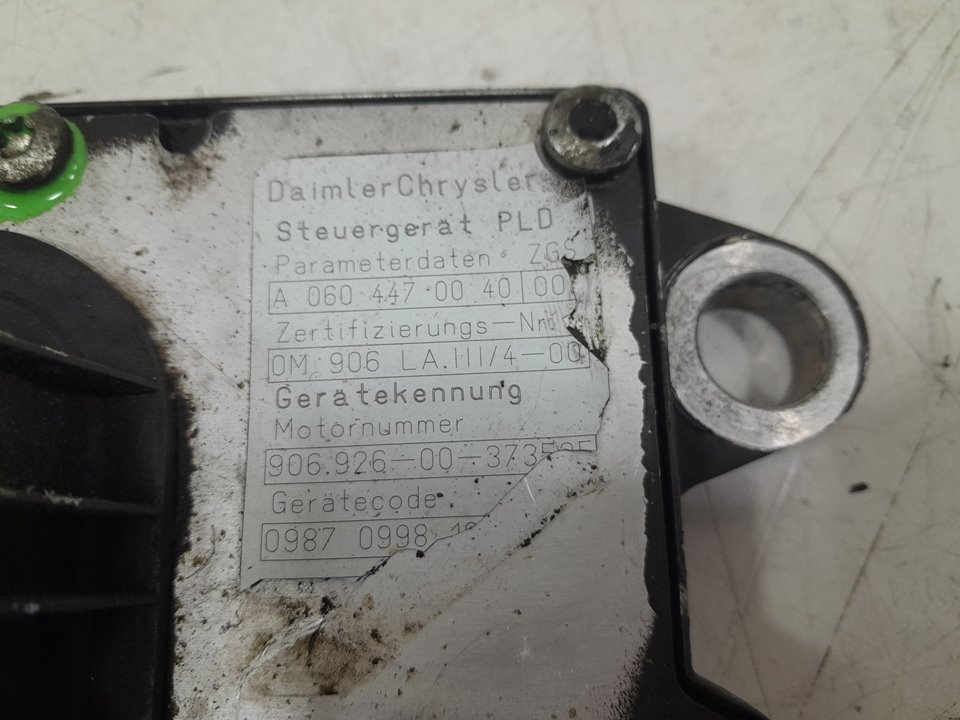 DaimlerChrysler
Steuergerät PLD
Parameterdaten ZGS
A 060 447 00 40 00
Zertifizierungs-Nr
OM 906 LA.III/4-00
Gerätekennung
Motornummer
906.926-00-373
Gerätecode
0987 0998